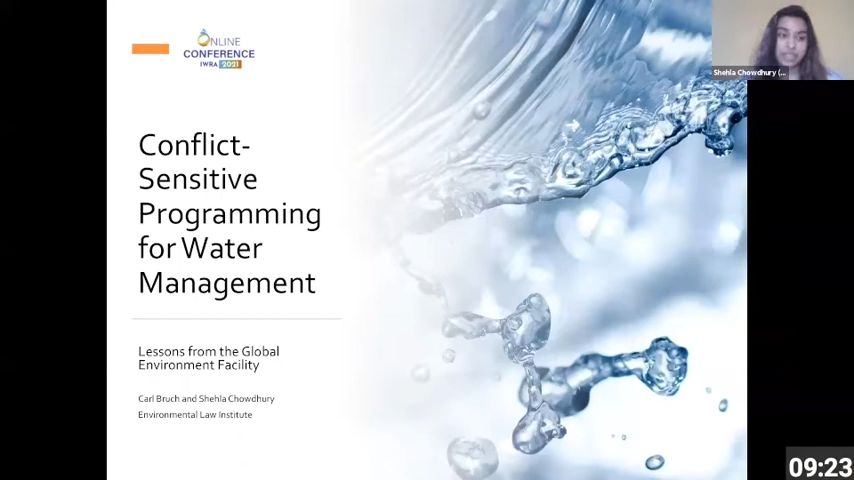 ONLINE
CONFERENCE
IWRA 2021
Shehla Chowdhury (...
Conflict-
Sensitive
Programming
for Water
Management
Lessons from the Global
Environment Facility
Carl Bruch and Shehla Chowdhury
Environmental Law Institute
09:23